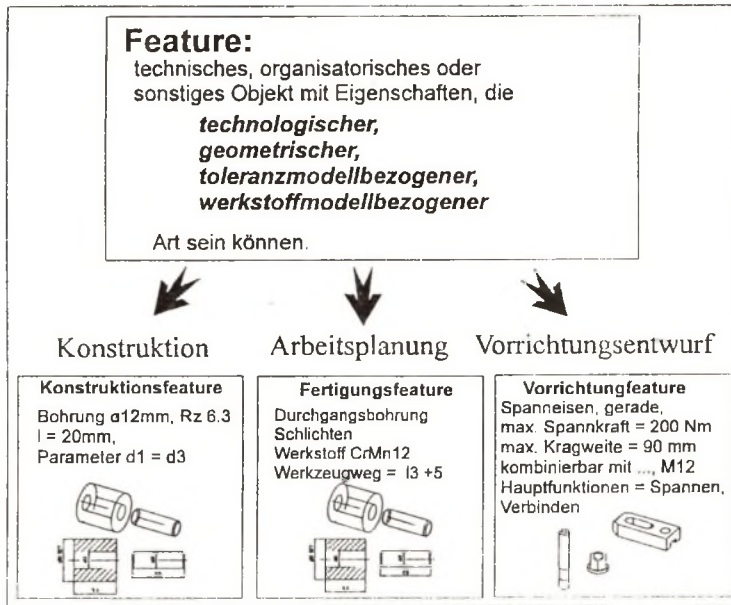 Feature:
technisches, organisatorisches oder
sonstiges Objekt mit Eigenschaften, die
technologischer,
geometrischer,
toleranzmodellbezogener,
werkstoffmodellbezogener
Art sein können.
Konstruktion
Arbeitsplanung
Vorrichtungsentwurf
Konstruktionsfeature
Bohrung ɑ12mm, Rz 6.3
l = 20mm,
Parameter d1 = d3
Fertigungsfeature
Durchgangsbohrung
Schlichten
Werkstoff CrMn12
Werkzeugweg = l3 +5
Vorrichtungfeature
Spanneisen, gerade,
max. Spannkraft = 200 Nm
max. Kragweite = 90 mm
kombinierbar mit ..., M12
Hauptfunktionen = Spannen,
Verbinden